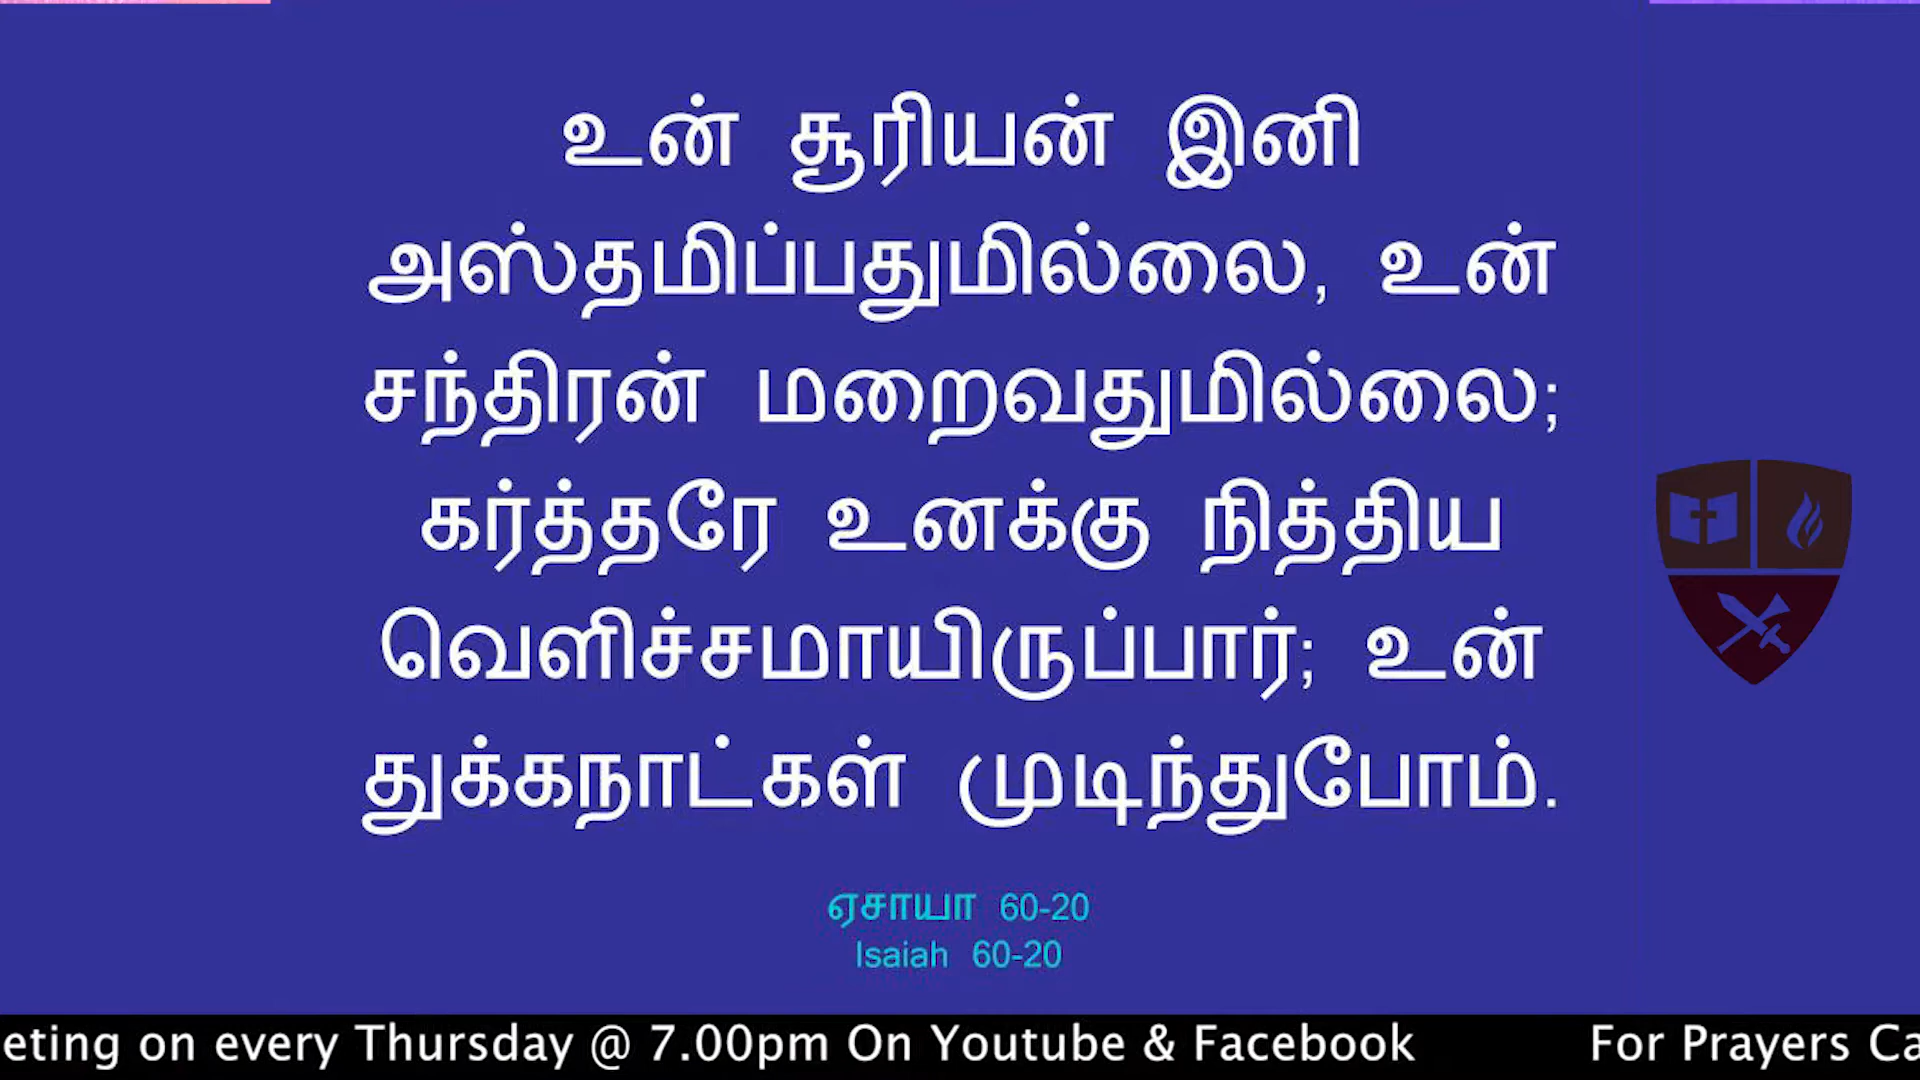 உன் சூரியன் இனி
அஸ்தமிப்பதுமில்லை, உன்
சந்திரன் மறைவதுமில்லை;
கர்த்தரே உனக்கு நித்திய
வெளிச்சமாயிருப்பார்; உன்
துக்கநாட்கள் முடிந்துபோம்.
ஏசாயா 60-20
Isaiah 60-20
eting on every Thursday @ 7.00pm On Youtube & Facebook For Prayers Ca